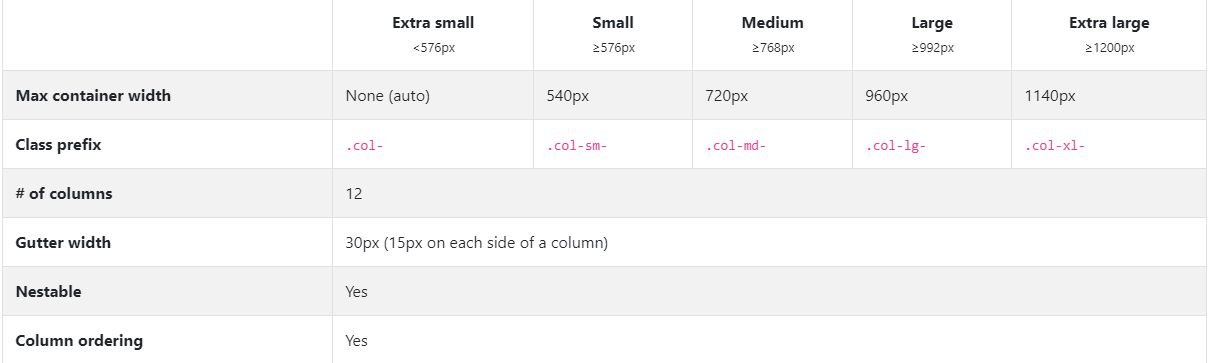 Extra small Small Medium Large Extra large
<576px ≥576px ≥768px ≥992px ≥1200px
Max container width None (auto) 540px 720px 960px 1140px
Class prefix .col- .col-sm- .col-md- .col-lg- .col-xl-
# of columns 12
Gutter width 30px (15px on each side of a column)
Nestable Yes
Column ordering Yes